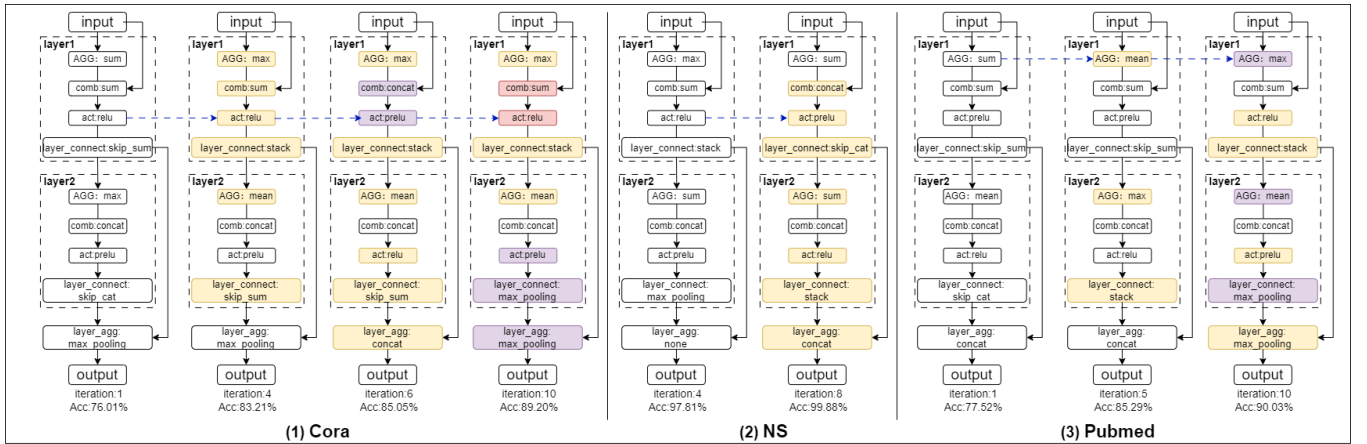 input
layer1
AGG: sum
comb:sum
act:relu
layer_connect:skip_sum
layer2
AGG: max
comb:concat
act:prelu
layer_connect:
skip_cat
layer_agg:
max_pooling
output
iteration:1
Acc:76.01%
input
layer1
AGG: max
comb:sum
act:relu
layer_connect:stack
layer2
AGG: mean
comb:concat
act:prelu
layer_connect:
skip_sum
layer_agg:
max_pooling
output
iteration:4
Acc:83.21%
input
layer1
AGG: max
comb:concat
act:prelu
layer_connect:stack
layer2
AGG: mean
comb:concat
act:relu
layer_connect:
skip_sum
layer_agg:
concat
output
iteration:6
Acc:85.05%
input
layer1
AGG: max
comb:sum
act:relu
layer_connect:stack
layer2
AGG: mean
comb:concat
act:prelu
layer_connect:
max_pooling
layer_agg:
max_pooling
output
iteration:10
Acc:89.20%
(1) Cora
input
layer1
AGG: max
comb:sum
act:relu
layer_connect:stack
layer2
AGG: sum
comb:concat
act:prelu
layer_connect:
max_pooling
layer_agg:
none
output
iteration:4
Acc:97.81%
input
layer1
AGG: sum
comb:concat
act:prelu
layer_connect:skip_cat
layer2
AGG: sum
comb:concat
act:relu
layer_connect:
stack
layer_agg:
concat
output
iteration:8
Acc:99.88%
(2) NS
input
layer1
AGG: sum
comb:sum
act:relu
layer_connect:skip_sum
layer2
AGG: mean
comb:concat
act:relu
layer_connect:
skip_cat
layer_agg:
concat
output
iteration:1
Acc:77.52%
input
layer1
AGG: mean
comb:sum
act:prelu
layer_connect:skip_sum
layer2
AGG: max
comb:concat
act:relu
layer_connect:
stack
layer_agg:
concat
output
iteration:5
Acc:85.29%
input
layer1
AGG: max
comb:sum
act:relu
layer_connect:stack
layer2
AGG: mean
comb:concat
act:prelu
layer_connect:
max_pooling
layer_agg:
max_pooling
output
iteration:10
Acc:90.03%
(3) Pubmed